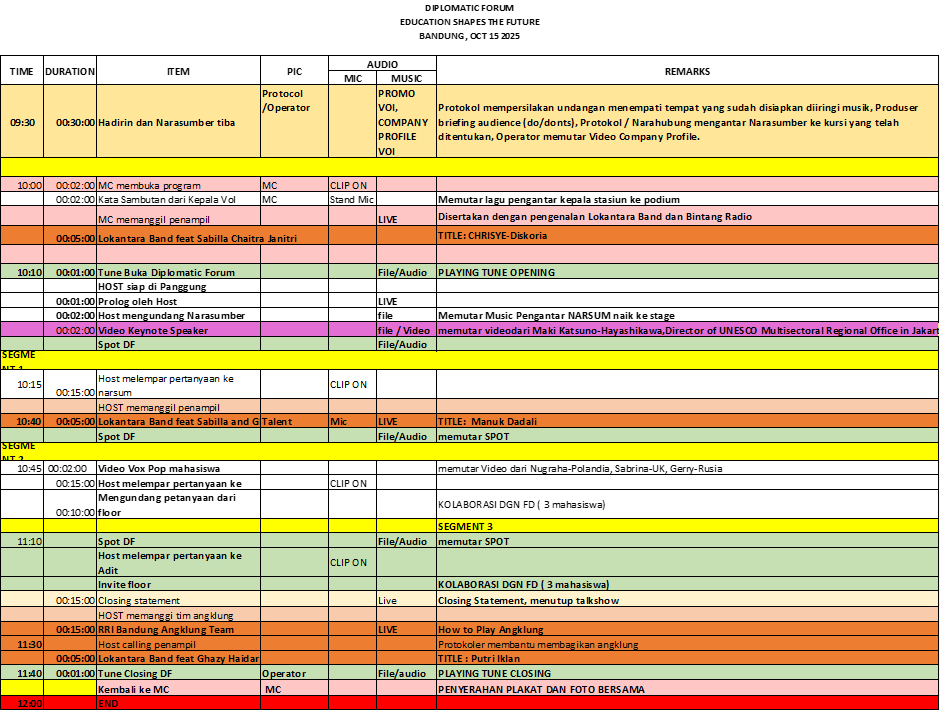 DIPLOMATIC FORUM
EDUCATION SHAPES THE FUTURE
BANDUNG, OCT 15 2025
TIME DURATION ITEM PIC AUDIO REMARKS
MIC MUSIC
09:30 00:30:00 Hadirin dan Narasumber tiba Protocol /Operator PROMO VOI, COMPANY PROFILE VOI Protokol mempersilakan undangan menempati tempat yang sudah disiapkan diiringi musik, Produser briefing audience (do/donts), Protokol / Narahubung mengantar Narasumber ke kursi yang telah ditentukan, Operator memutar Video Company Profile.
10:00 00:02:00 MC membuka program MC CLIP ON
00:02:00 Kata Sambutan dari Kepala VoI MC Stand Mic Memutar lagu pengantar kepala stasiun ke podium
MC memanggil penampil LIVE Disertakan dengan pengenalan Lokantara Band dan Bintang Radio
00:05:00 Lokantara Band feat Sabilla Chaitra Janitri TITLE: CHRISYE-Diskoria
10:10 00:01:00 Tune Buka Diplomatic Forum File/Audio PLAYING TUNE OPENING
HOST siap di Panggung
00:01:00 Prolog oleh Host LIVE
00:02:00 Host mengundang Narasumber file Memutar Music Pengantar NARSUM naik ke stage
00:02:00 Video Keynote Speaker file / Video memutar videodari Maki Katsuno-Hayashikawa,Director of UNESCO Multisectoral Regional Office in Jakart
Spot DF File/Audio
SEGME
NT 1
10:15 00:15:00 Host melempar pertanyaan ke narsum CLIP ON
HOST memanggil penampil
10:40 00:05:00 Lokantara Band feat Sabilla and G Talent Mic LIVE TITLE: Manuk Dadali
Spot DF File/Audio memutar SPOT
SEGME
NT 2
10:45 00:02:00 Video Vox Pop mahasiswa memutar Video dari Nugraha-Polandia, Sabrina-UK, Gerry-Rusia
00:15:00 Host melempar pertanyaan ke CLIP ON
00:10:00 Mengundang petanyaan dari floor KOLABORASI DGN FD ( 3 mahasiswa)
SEGMENT 3
11:10 Spot DF File/Audio memutar SPOT
Host melempar pertanyaan ke Adit CLIP ON
Invite floor KOLABORASI DGN FD ( 3 mahasiswa)
00:15:00 Closing statement Live Closing Statement, menutup talkshow
HOST memanggi tim angklung
00:15:00 RRI Bandung Angklung Team LIVE How to Play Angklung
11:30 Host calling penampil Protokoler membantu membagikan angklung
00:05:00 Lokantara Band feat Ghazy Haidar TITLE : Putri Iklan
11:40 00:01:00 Tune Closing DF Operator File/audio PLAYING TUNE CLOSING
Kembali ke MC MC PENYERAHAN PLAKAT DAN FOTO BERSAMA
12:00 END